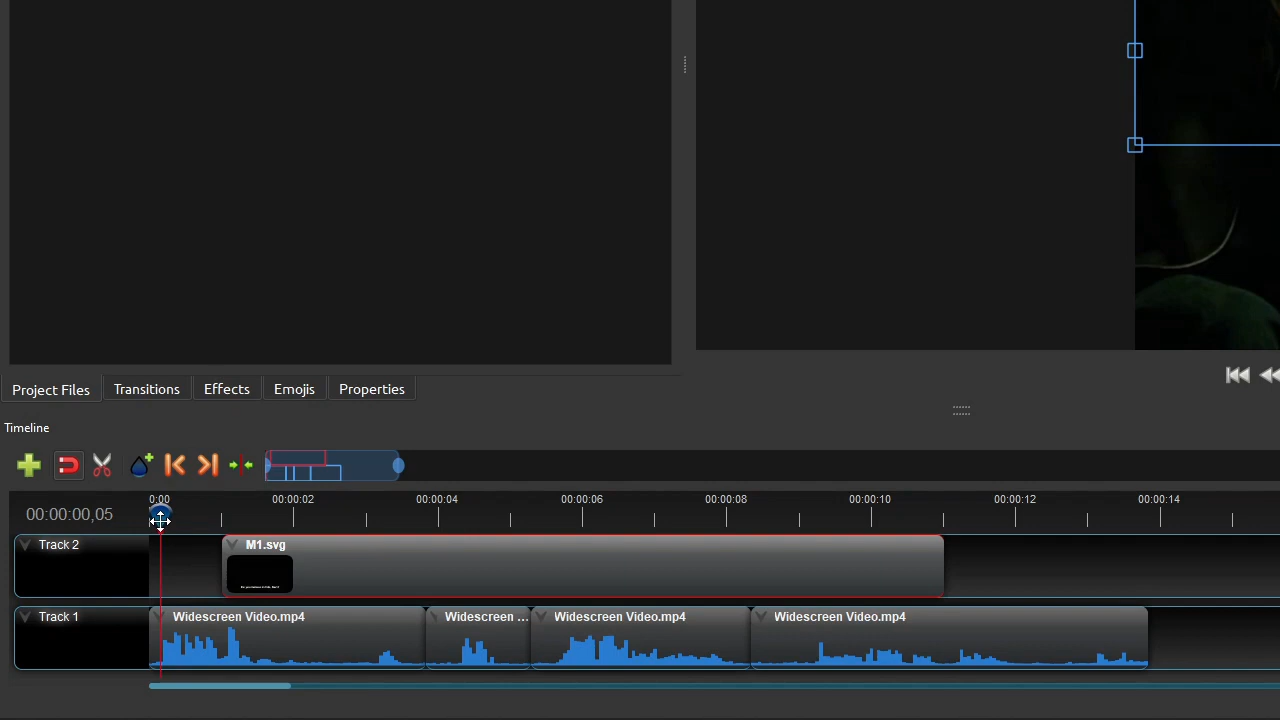 Project Files Transitions Effects Emojis Properties
Timeline
0:00 00:00:02 00:00:04 00:00:06 00:00:08 00:00:10 00:00:12 00:00:14
00:00:00,05
Track 2 M1.svg
Track 1 Widescreen Video.mp4 Widescreen ... Widescreen Video.mp4 Widescreen Video.mp4